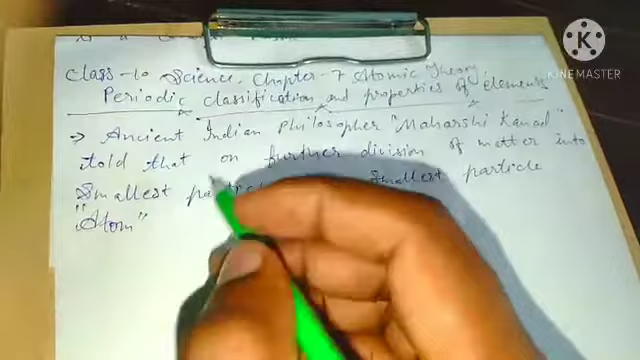 KINEMASTER
Class-10 Science. Chapter-7 Atomic Theory,
Periodic classification and properties of elements
→ Ancient Indian Philosopher "Maharshi Kanad"
told that on further division of matter into
Smallest Smallest particle
"Atom"